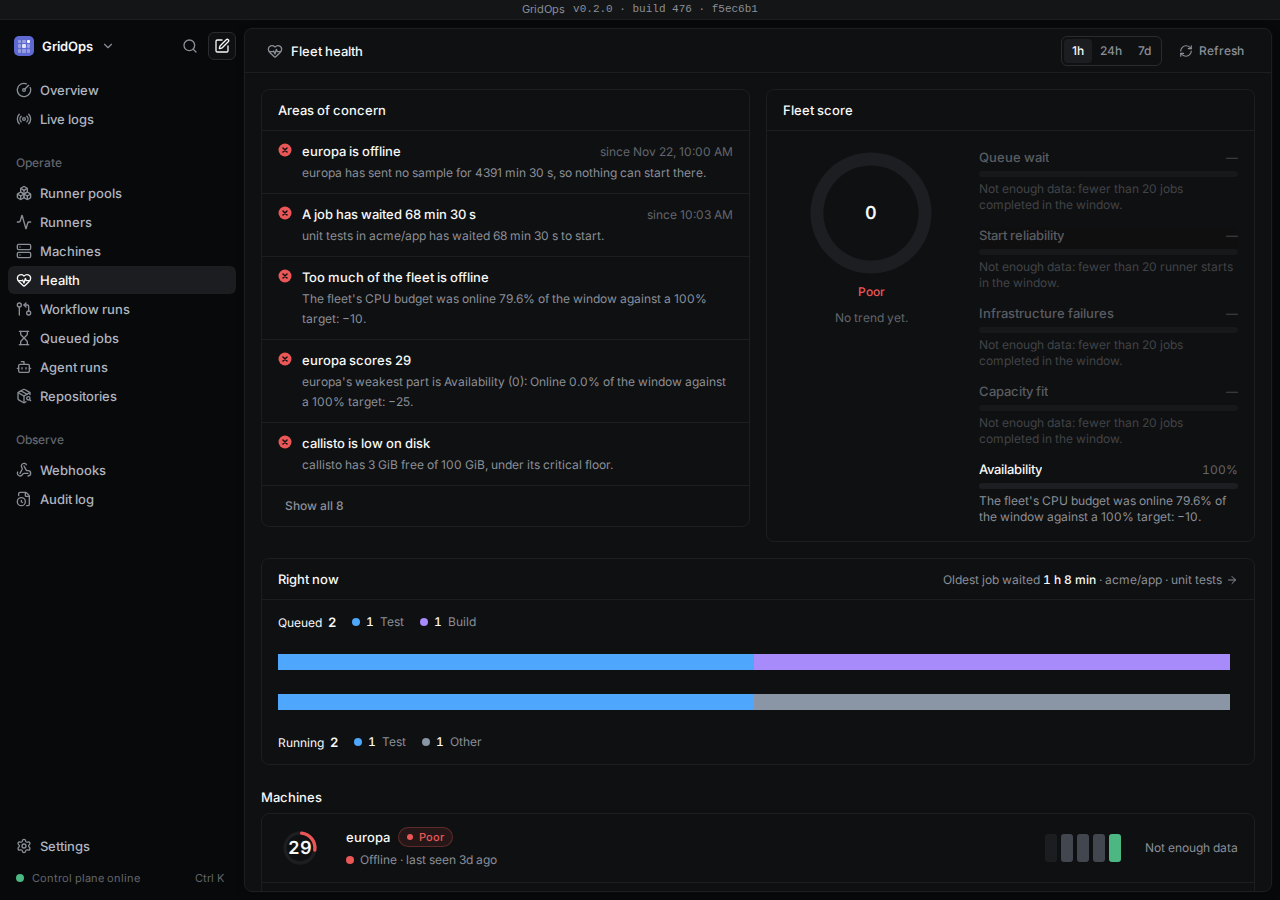 GridOps v0.2.0 · build 476 · f5ec6b1
GridOps
Overview
Live logs
Operate
Runner pools
Runners
Machines
Health
Workflow runs
Queued jobs
Agent runs
Repositories
Observe
Webhooks
Audit log
Settings
Control plane online Ctrl K
Fleet health
1h 24h 7d Refresh
Areas of concern
europa is offline since Nov 22, 10:00 AM
europa has sent no sample for 4391 min 30 s, so nothing can start there.
A job has waited 68 min 30 s since 10:03 AM
unit tests in acme/app has waited 68 min 30 s to start.
Too much of the fleet is offline
The fleet's CPU budget was online 79.6% of the window against a 100%
target: −10.
europa scores 29
europa's weakest part is Availability (0): Online 0.0% of the window against
a 100% target: −25.
callisto is low on disk
callisto has 3 GiB free of 100 GiB, under its critical floor.
Show all 8
Fleet score
0
Poor
No trend yet.
Queue wait —
Not enough data: fewer than 20 jobs
completed in the window.
Start reliability —
Not enough data: fewer than 20 runner starts
in the window.
Infrastructure failures —
Not enough data: fewer than 20 jobs
completed in the window.
Capacity fit —
Not enough data: fewer than 20 jobs
completed in the window.
Availability 100%
The fleet's CPU budget was online 79.6% of
the window against a 100% target: −10.
Right now Oldest job waited 1 h 8 min · acme/app · unit tests →
Queued 2 1 Test 1 Build
Running 2 1 Test 1 Other
Machines
29 europa Poor
Offline · last seen 3d ago
Not enough data